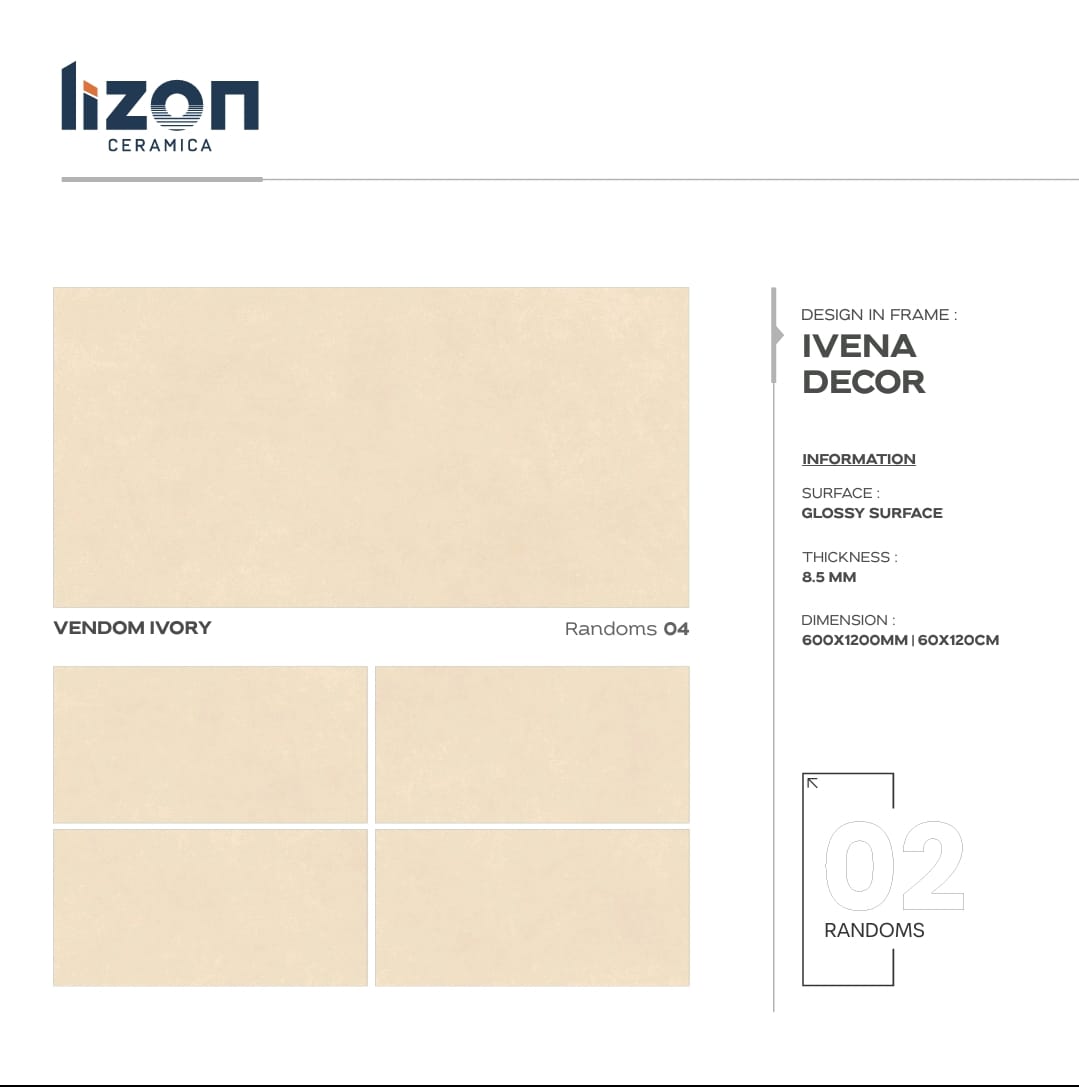 lizon
CERAMICA
DESIGN IN FRAME :
IVENA
DECOR
INFORMATION
SURFACE :
GLOSSY SURFACE
THICKNESS :
8.5 MM
DIMENSION :
600X1200MM | 60X120CM
VENDOM IVORY
Randoms 04
02
RANDOMS